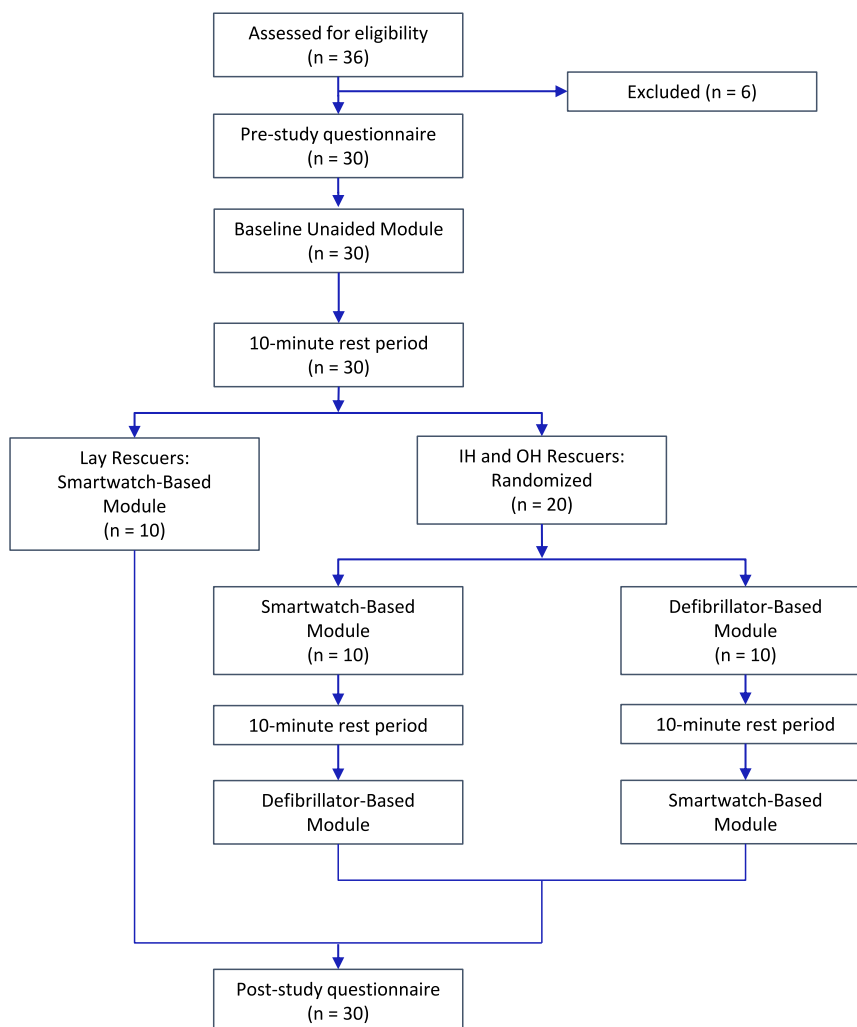 Assessed for eligibility
(n = 36)
Excluded (n = 6)
Pre-study questionnaire
(n = 30)
Baseline Unaided Module
(n = 30)
10-minute rest period
(n = 30)
Lay Rescuers:
Smartwatch-Based
Module
(n = 10)
IH and OH Rescuers:
Randomized
(n = 20)
Smartwatch-Based
Module
(n = 10)
Defibrillator-Based
Module
(n = 10)
10-minute rest period
10-minute rest period
Defibrillator-Based
Module
Smartwatch-Based
Module
Post-study questionnaire
(n = 30)